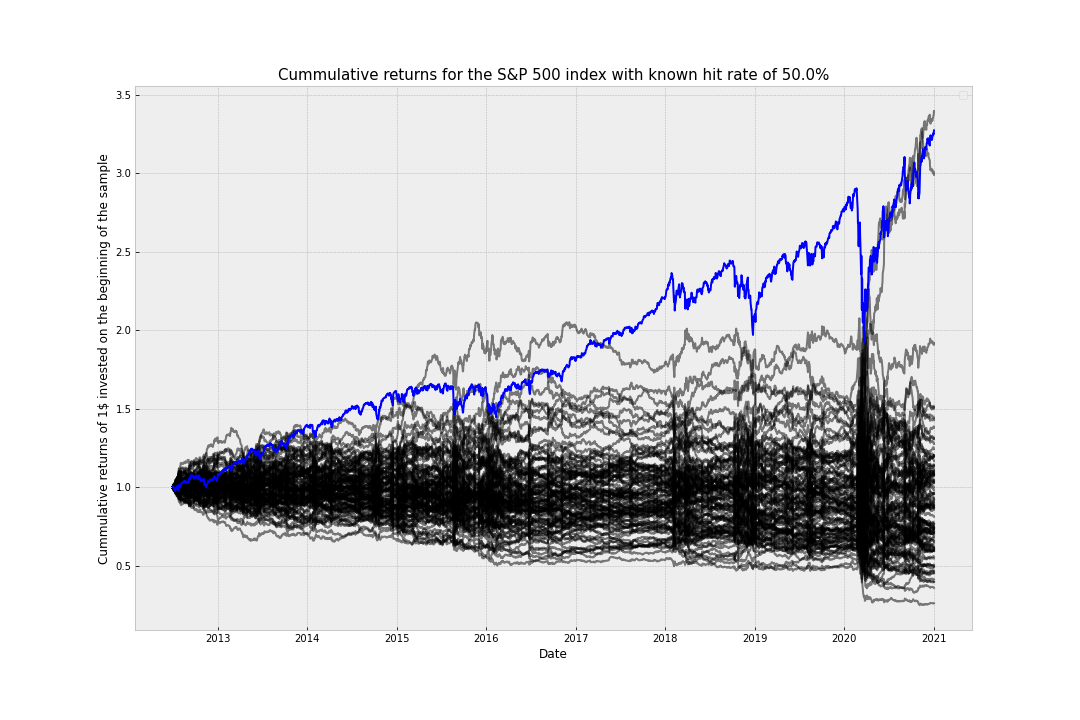 Cummulative returns for the S&P 500 index with known hit rate of 50.0%
Cummulative returns of 1$ invested on the beginning of the sample
3.5
3.0
2.5
2.0
1.5
1.0
0.5
2013 2014 2015 2016 2017 2018 2019 2020 2021
Date